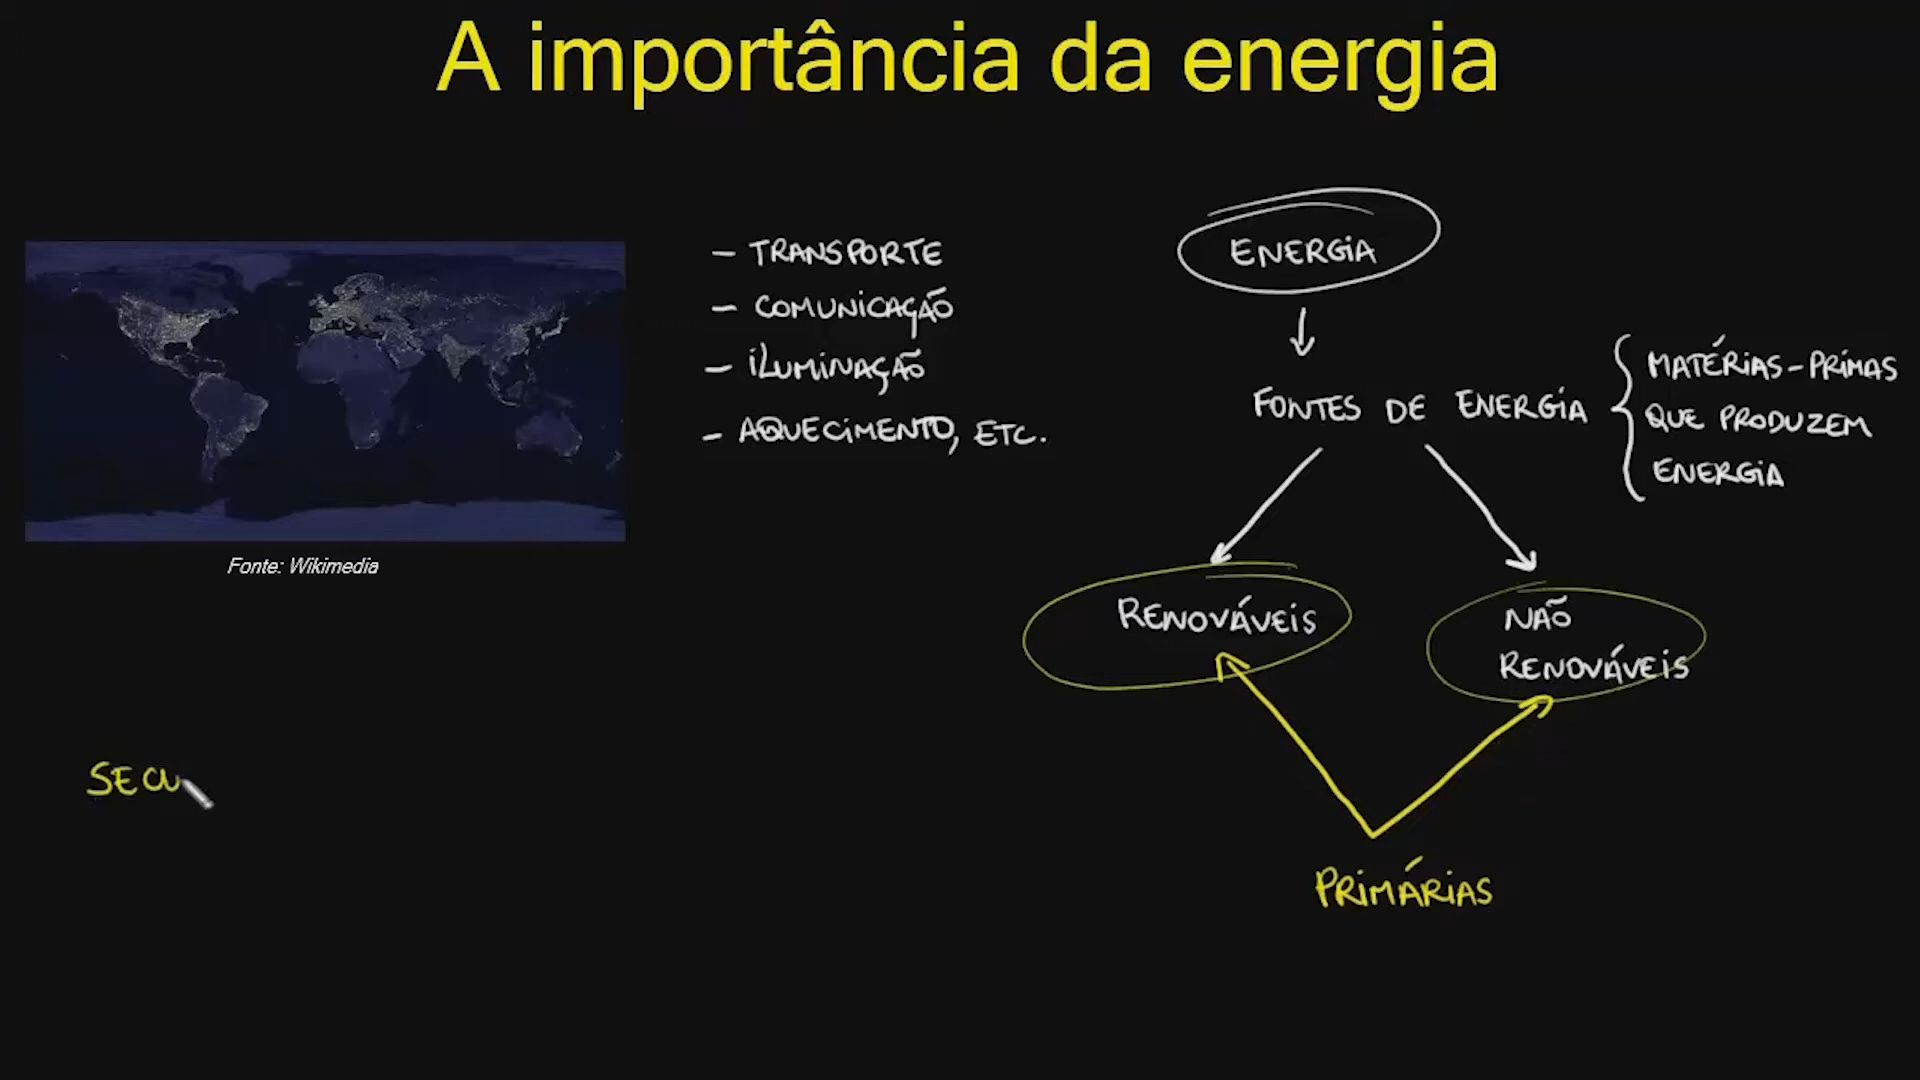 A importância da energia
– TRANSPORTE
– COMUNICAÇÃO
– ILUMINAÇÃO
– AQUECIMENTO, ETC.
Fonte: Wikimedia
ENERGIA
FONTES DE ENERGIA
MATÉRIAS-PRIMAS
QUE PRODUZEM
ENERGIA
RENOVÁVEIS
NÃO
RENOVÁVEIS
PRIMÁRIAS
SECU